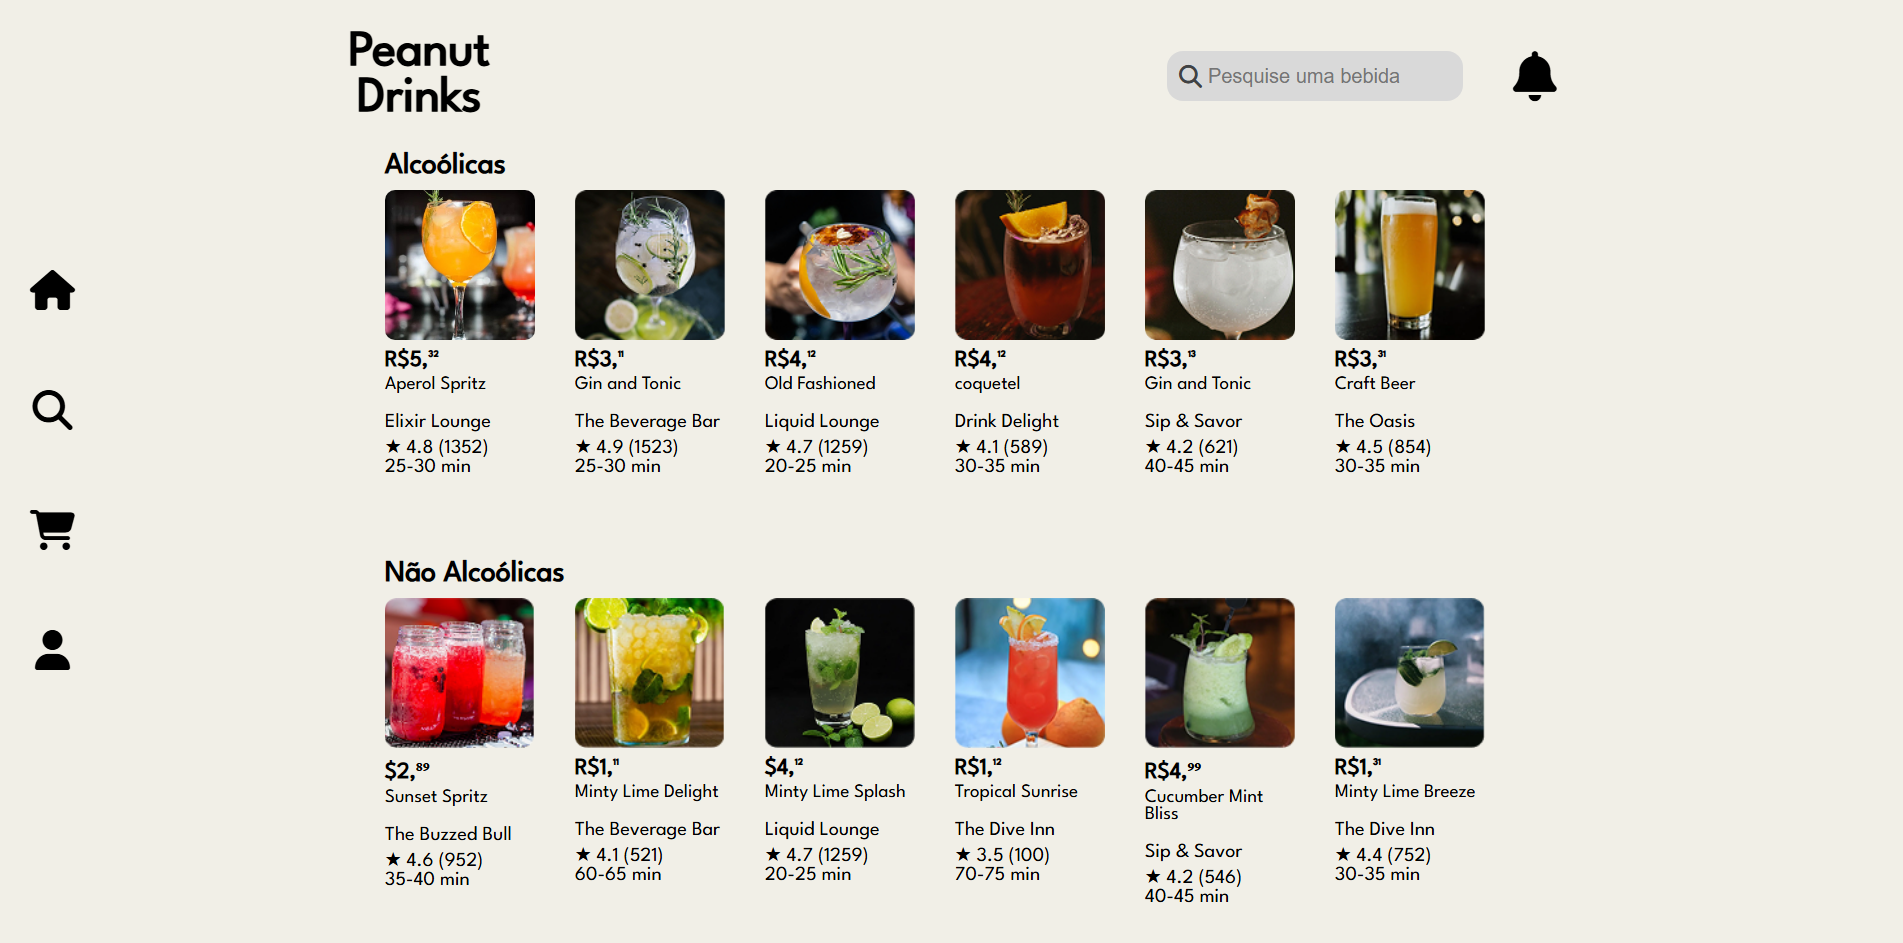 Peanut
Drinks
Pesquise uma bebida
Alcoólicas
R$5,³²
Aperol Spritz
Elixir Lounge
★ 4.8 (1352)
25-30 min
R$3,¹¹
Gin and Tonic
The Beverage Bar
★ 4.9 (1523)
25-30 min
R$4,¹²
Old Fashioned
Liquid Lounge
★ 4.7 (1259)
20-25 min
R$4,¹²
coquetel
Drink Delight
★ 4.1 (589)
30-35 min
R$3,¹³
Gin and Tonic
Sip & Savor
★ 4.2 (621)
40-45 min
R$3,³¹
Craft Beer
The Oasis
★ 4.5 (854)
30-35 min
Não Alcoólicas
$2,⁸⁹
Sunset Spritz
The Buzzed Bull
★ 4.6 (952)
35-40 min
R$1,¹¹
Minty Lime Delight
The Beverage Bar
★ 4.1 (521)
60-65 min
$4,¹²
Minty Lime Splash
Liquid Lounge
★ 4.7 (1259)
20-25 min
R$1,¹²
Tropical Sunrise
The Dive Inn
★ 3.5 (100)
70-75 min
R$4,⁹⁹
Cucumber Mint
Bliss
Sip & Savor
★ 4.2 (546)
40-45 min
R$1,³¹
Minty Lime Breeze
The Dive Inn
★ 4.4 (752)
30-35 min